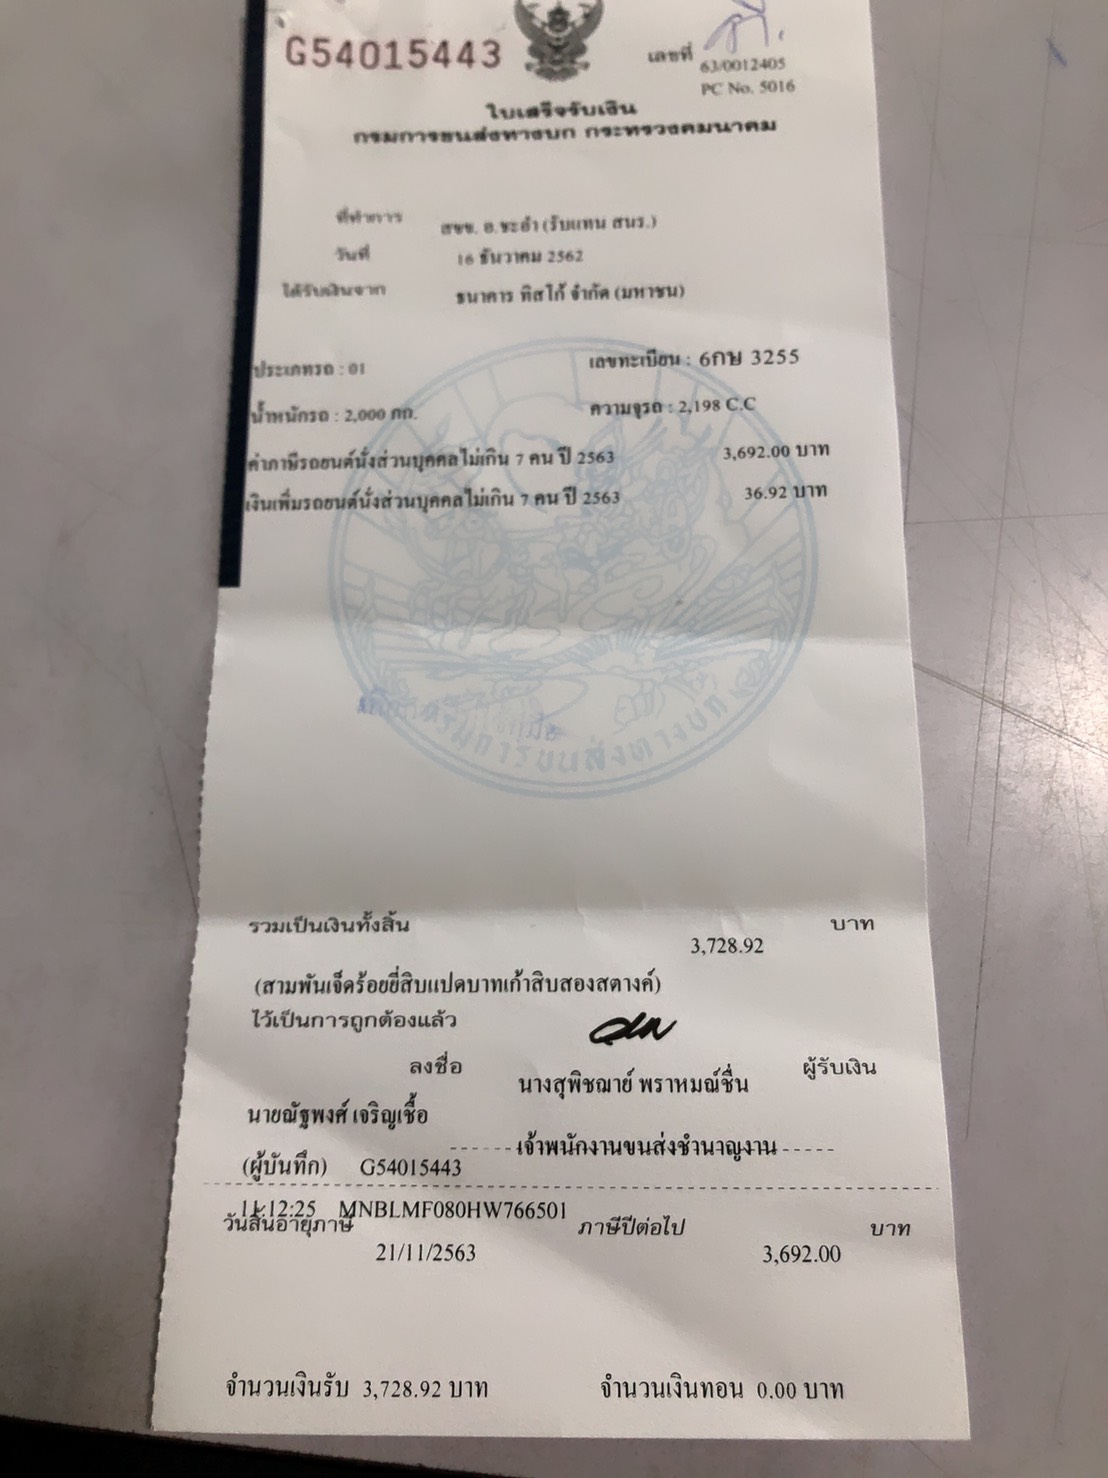 G54015443
เลขที่ 63/0012405
PC No. 5016
ใบเสร็จรับเงิน
กรมการขนส่งทางบก กระทรวงคมนาคม
ที่ทำการ สขข. อ.ชะอำ (รับแทน สนร.)
วันที่ 16 ธันวาคม 2562
ได้รับเงินจาก ธนาคาร ทิสโก้ จำกัด (มหาชน)
ประเภทรถ : 01 เลขทะเบียน : 6กษ 3255
น้ำหนักรถ : 2,000 กก. ความจุรถ : 2,198 C.C
ค่าภาษีรถยนต์นั่งส่วนบุคคลไม่เกิน 7 คน ปี 2563 3,692.00 บาท
เงินเพิ่มรถยนต์นั่งส่วนบุคคลไม่เกิน 7 คน ปี 2563 36.92 บาท
กรมการขนส่งทางบก
รวมเป็นเงินทั้งสิ้น 3,728.92 บาท
(สามพันเจ็ดร้อยยี่สิบแปดบาทเก้าสิบสองสตางค์)
ไว้เป็นการถูกต้องแล้ว
ลงชื่อ ผู้รับเงิน
นางสุพิชฌาย์ พราหมณ์ชื่น
นายณัฐพงศ์ เจริญเชื้อ
เจ้าพนักงานขนส่งชำนาญงาน
(ผู้บันทึก) G54015443
11:12:25 MNBLMF080HW766501
วันสิ้นอายุภาษี ภาษีปีต่อไป บาท
21/11/2563 3,692.00
จำนวนเงินรับ 3,728.92 บาท จำนวนเงินทอน 0.00 บาท